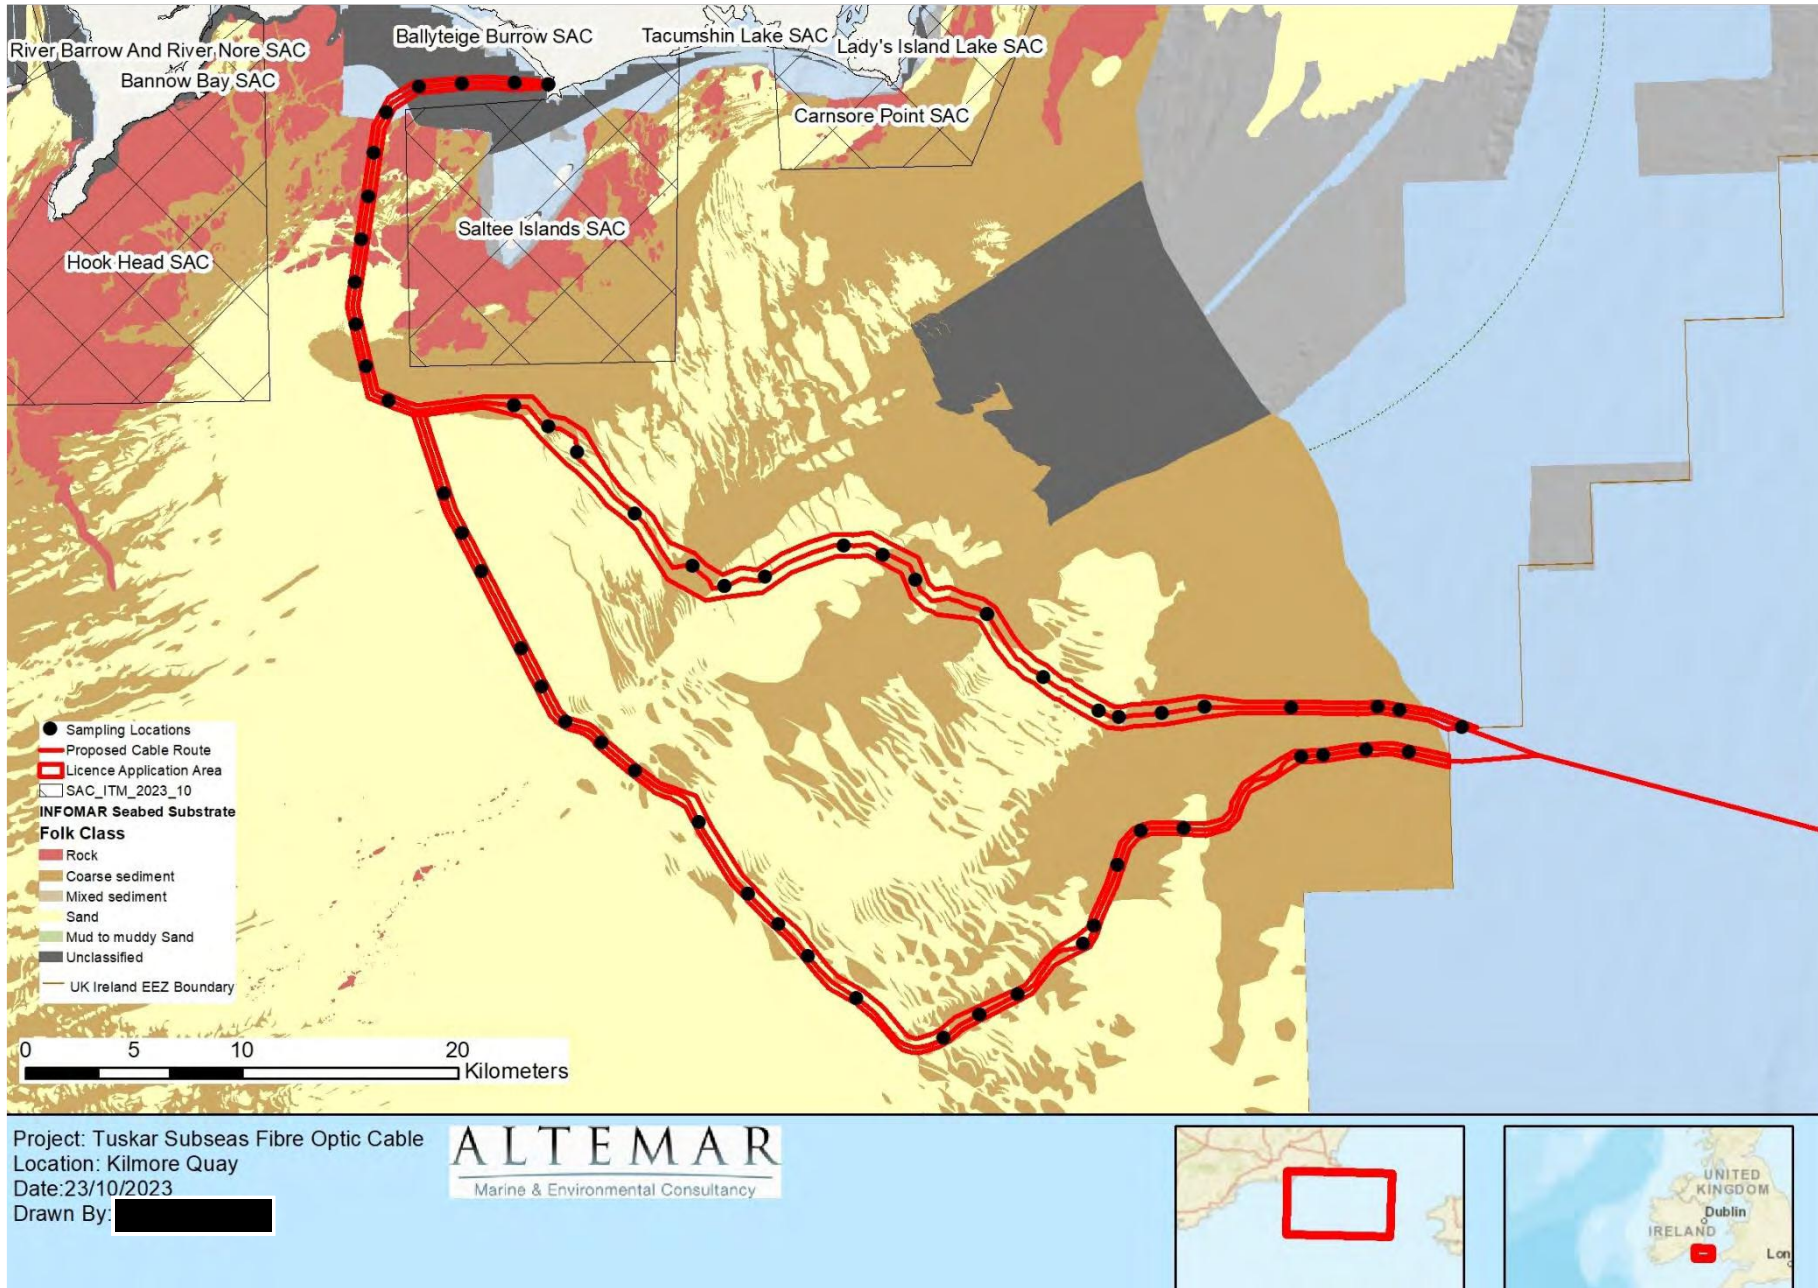 River Barrow And River Nore SAC
Bannow Bay SAC
Ballyteige Burrow SAC
Tacumshin Lake SAC
Lady's Island Lake SAC
Carnsore Point SAC
Saltee Islands SAC
Hook Head SAC
Sampling Locations
Proposed Cable Route
Licence Application Area
SAC_ITM_2023_10
INFOMAR Seabed Substrate
Folk Class
Rock
Coarse sediment
Mixed sediment
Sand
Mud to muddy Sand
Unclassified
UK Ireland EEZ Boundary
0 5 10 20
Kilometers
Project: Tuskar Subseas Fibre Optic Cable
Location: Kilmore Quay
Date:23/10/2023
Drawn By:
ALTEMAR
Marine & Environmental Consultancy
UNITED
KINGDOM
Dublin
IRELAND
Lon